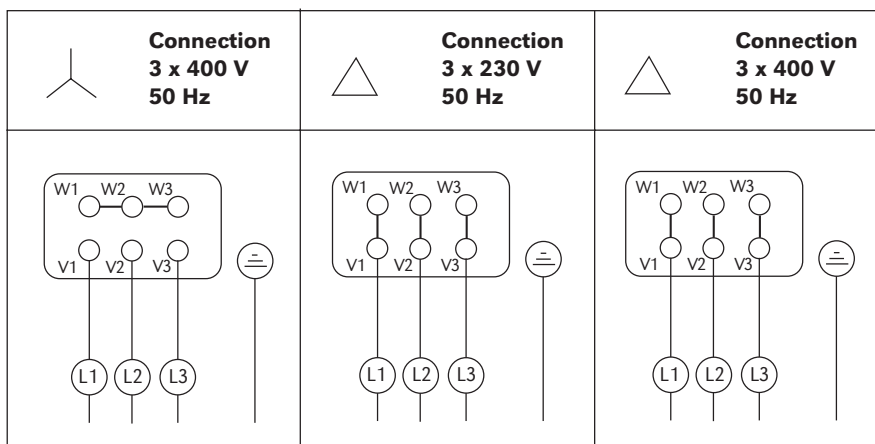 Connection
3 x 400 V
50 Hz
Connection
3 x 230 V
50 Hz
Connection
3 x 400 V
50 Hz
W1 W2 W3
V1 V2 V3
L1 L2 L3
W1 W2 W3
V1 V2 V3
L1 L2 L3
W1 W2 W3
V1 V2 V3
L1 L2 L3